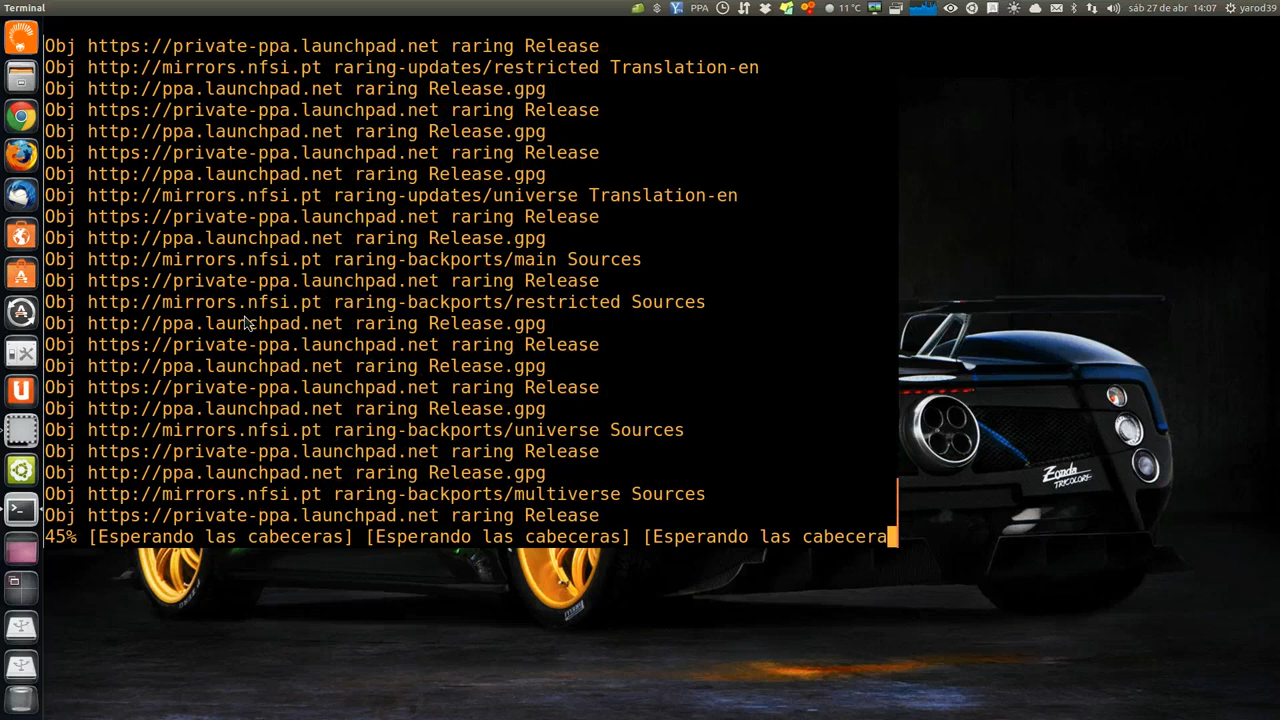 Terminal
PPA
11 °C
sáb 27 de abr
14:07
yarod39
Obj https://private-ppa.launchpad.net raring Release
Obj http://mirrors.nfsi.pt raring-updates/restricted Translation-en
Obj http://ppa.launchpad.net raring Release.gpg
Obj https://private-ppa.launchpad.net raring Release
Obj http://ppa.launchpad.net raring Release.gpg
Obj https://private-ppa.launchpad.net raring Release
Obj http://ppa.launchpad.net raring Release.gpg
Obj http://mirrors.nfsi.pt raring-updates/universe Translation-en
Obj https://private-ppa.launchpad.net raring Release
Obj http://ppa.launchpad.net raring Release.gpg
Obj http://mirrors.nfsi.pt raring-backports/main Sources
Obj https://private-ppa.launchpad.net raring Release
Obj http://mirrors.nfsi.pt raring-backports/restricted Sources
Obj http://ppa.launchpad.net raring Release.gpg
Obj https://private-ppa.launchpad.net raring Release
Obj http://ppa.launchpad.net raring Release.gpg
Obj https://private-ppa.launchpad.net raring Release
Obj http://ppa.launchpad.net raring Release.gpg
Obj http://mirrors.nfsi.pt raring-backports/universe Sources
Obj https://private-ppa.launchpad.net raring Release
Obj http://ppa.launchpad.net raring Release.gpg
Obj http://mirrors.nfsi.pt raring-backports/multiverse Sources
Obj https://private-ppa.launchpad.net raring Release
45% [Esperando las cabeceras] [Esperando las cabeceras] [Esperando las cabecera
Zonda
TRICOLORE